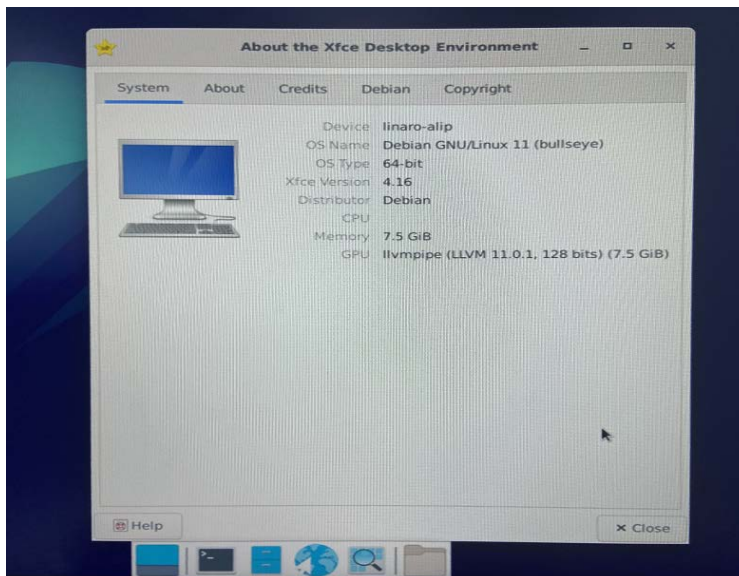 About the Xfce Desktop Environment
System About Credits Debian Copyright
Device linaro-alip
OS Name Debian GNU/Linux 11 (bullseye)
OS Type 64-bit
Xfce Version 4.16
Distributor Debian
CPU
Memory 7.5 GiB
GPU llvmpipe (LLVM 11.0.1, 128 bits) (7.5 GiB)
Help Close